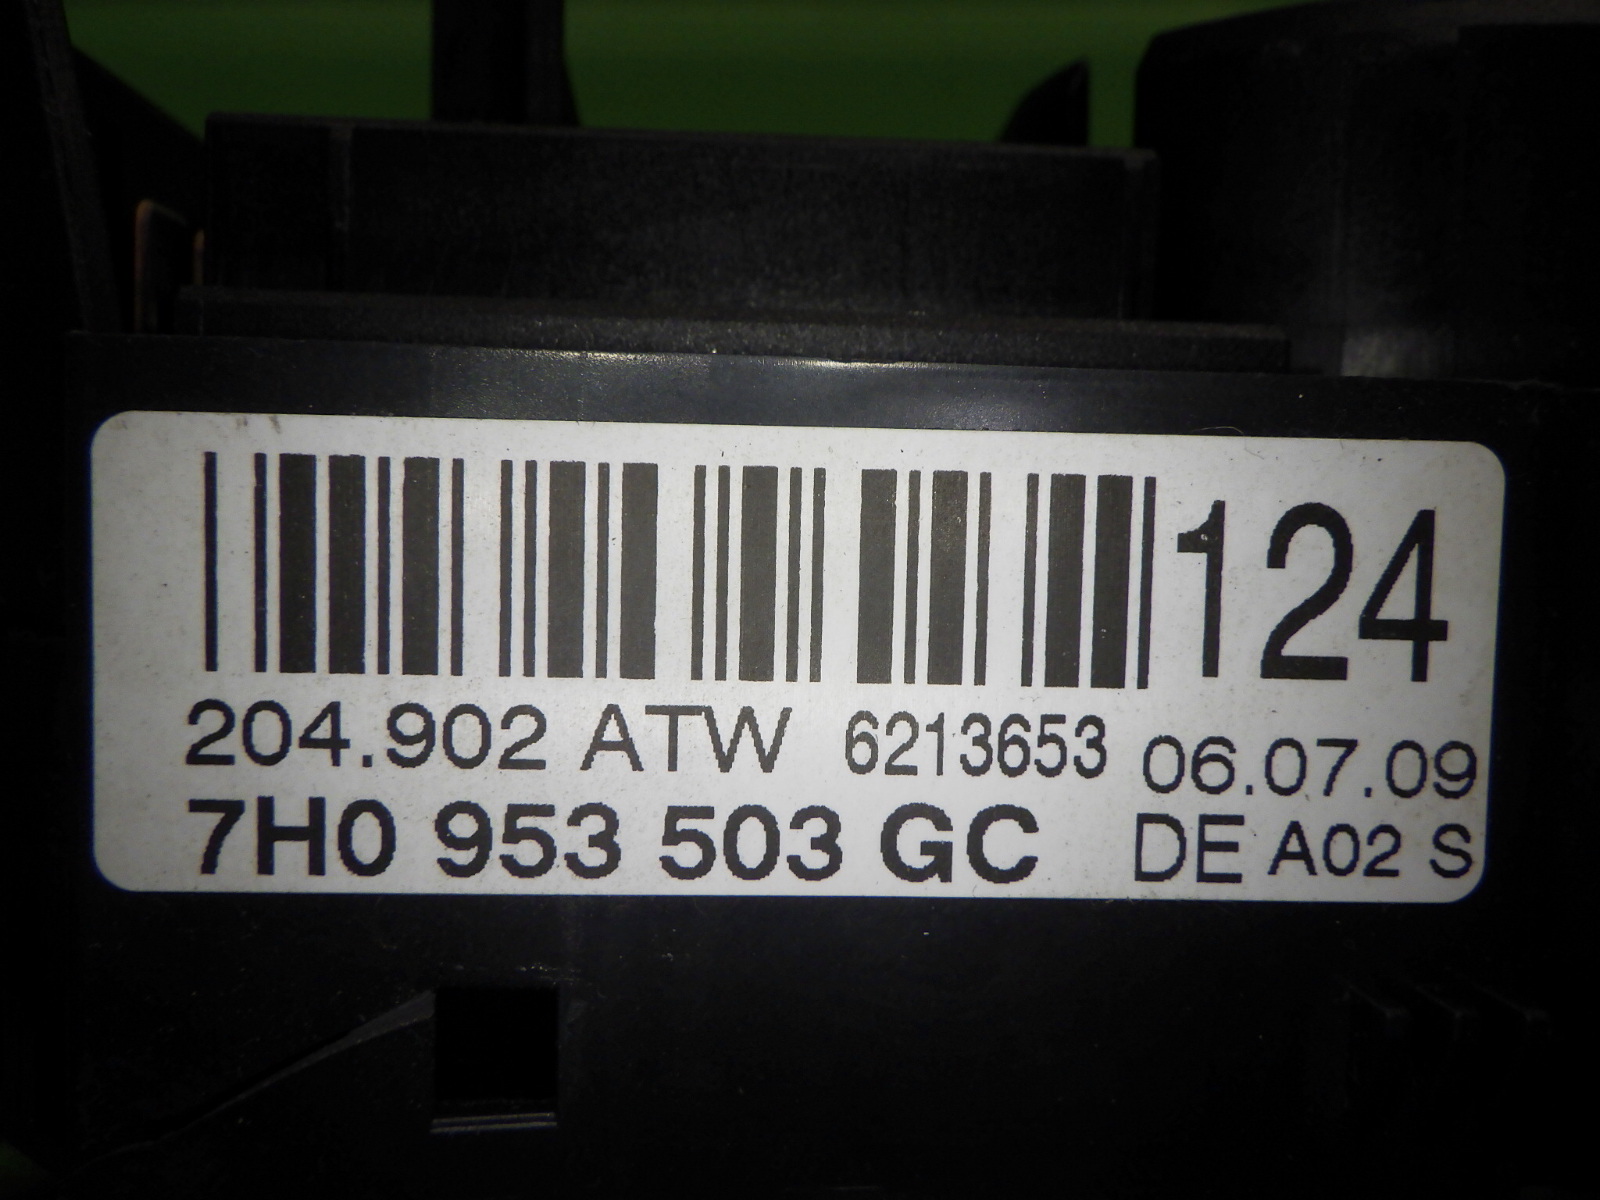 124
204.902 ATW 6213653 06.07.09
7H0 953 503 GC DE A02 S